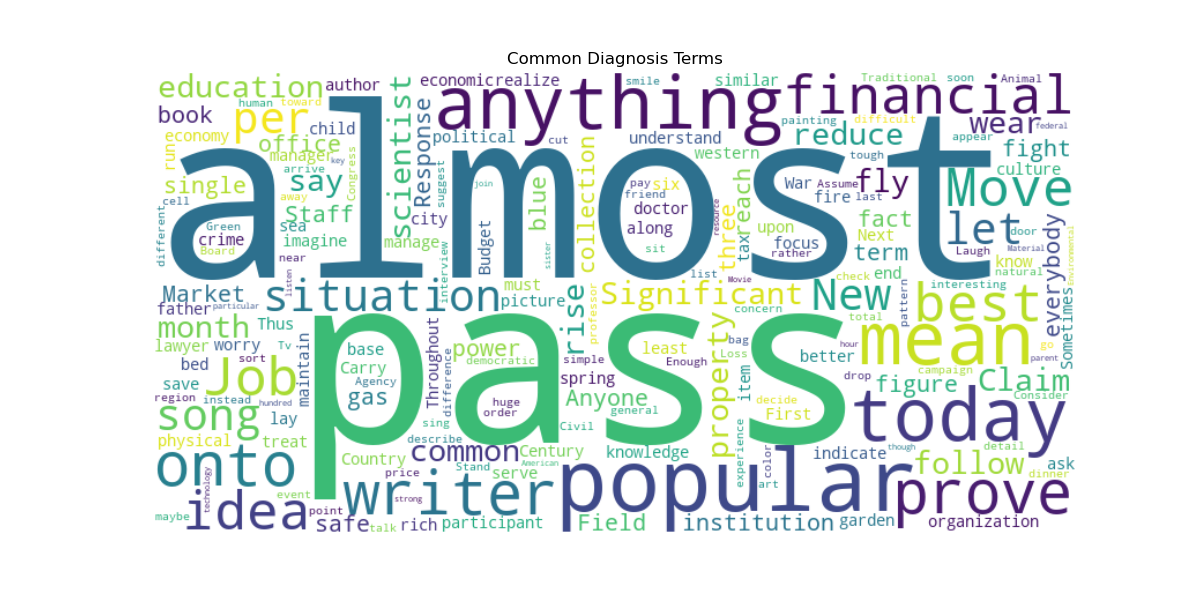 Common Diagnosis Terms
education
author
economic
realize
smile
similar
Traditional
soon
Animal
human
toward
book
per
child
scientist
Response
anything
financial
painting
difficult
wear
federal
economy
run
office
manager
key
political
cut
understand
reduce
appear
fight
arrive
Congress
western
tough
culture
single
say
suggest
join
blue
collection
pay
six
friend
reach
War
Assume
fly
last
fire
Move
cell
away
almost
different
Staff
city
doctor
resource
three
fact
let
door
Green
sea
crime
imagine
Board
manage
Budget
along
upon
tax
focus
rather
Next
term
Laugh
Material
everybody
Environmental
near
listen
interview
sister
sit
list
Movie
check
end
know
natural
Market
situation
must
picture
rise
professor
Significant
concern
New
pattern
interesting
best
sometimes
father
particular
month
Thus
total
lawyer
worry
Tv
maintain
base
Throughout
power
difference
democratic
simple
least
Enough
property
bag
Loss
hour
better
mean
go
parent
bed
sort
Carry
Agency
spring
item
drop
campaign
figure
Claim
Consider
save
Job
region
instead
hundred
gas
huge
order
Anyone
general
decide
First
song
lay
pass
sing
Civil
today
physical
treat
describe
common
Century
knowledge
experience
color
indicate
though
detail
onto
Country
Stand
American
serve
price
follow
ask
dinner
technology
event
strong
writer
popular
art
prove
maybe
idea
point
safe
talk
rich
participant
Field
institution
garden
organization